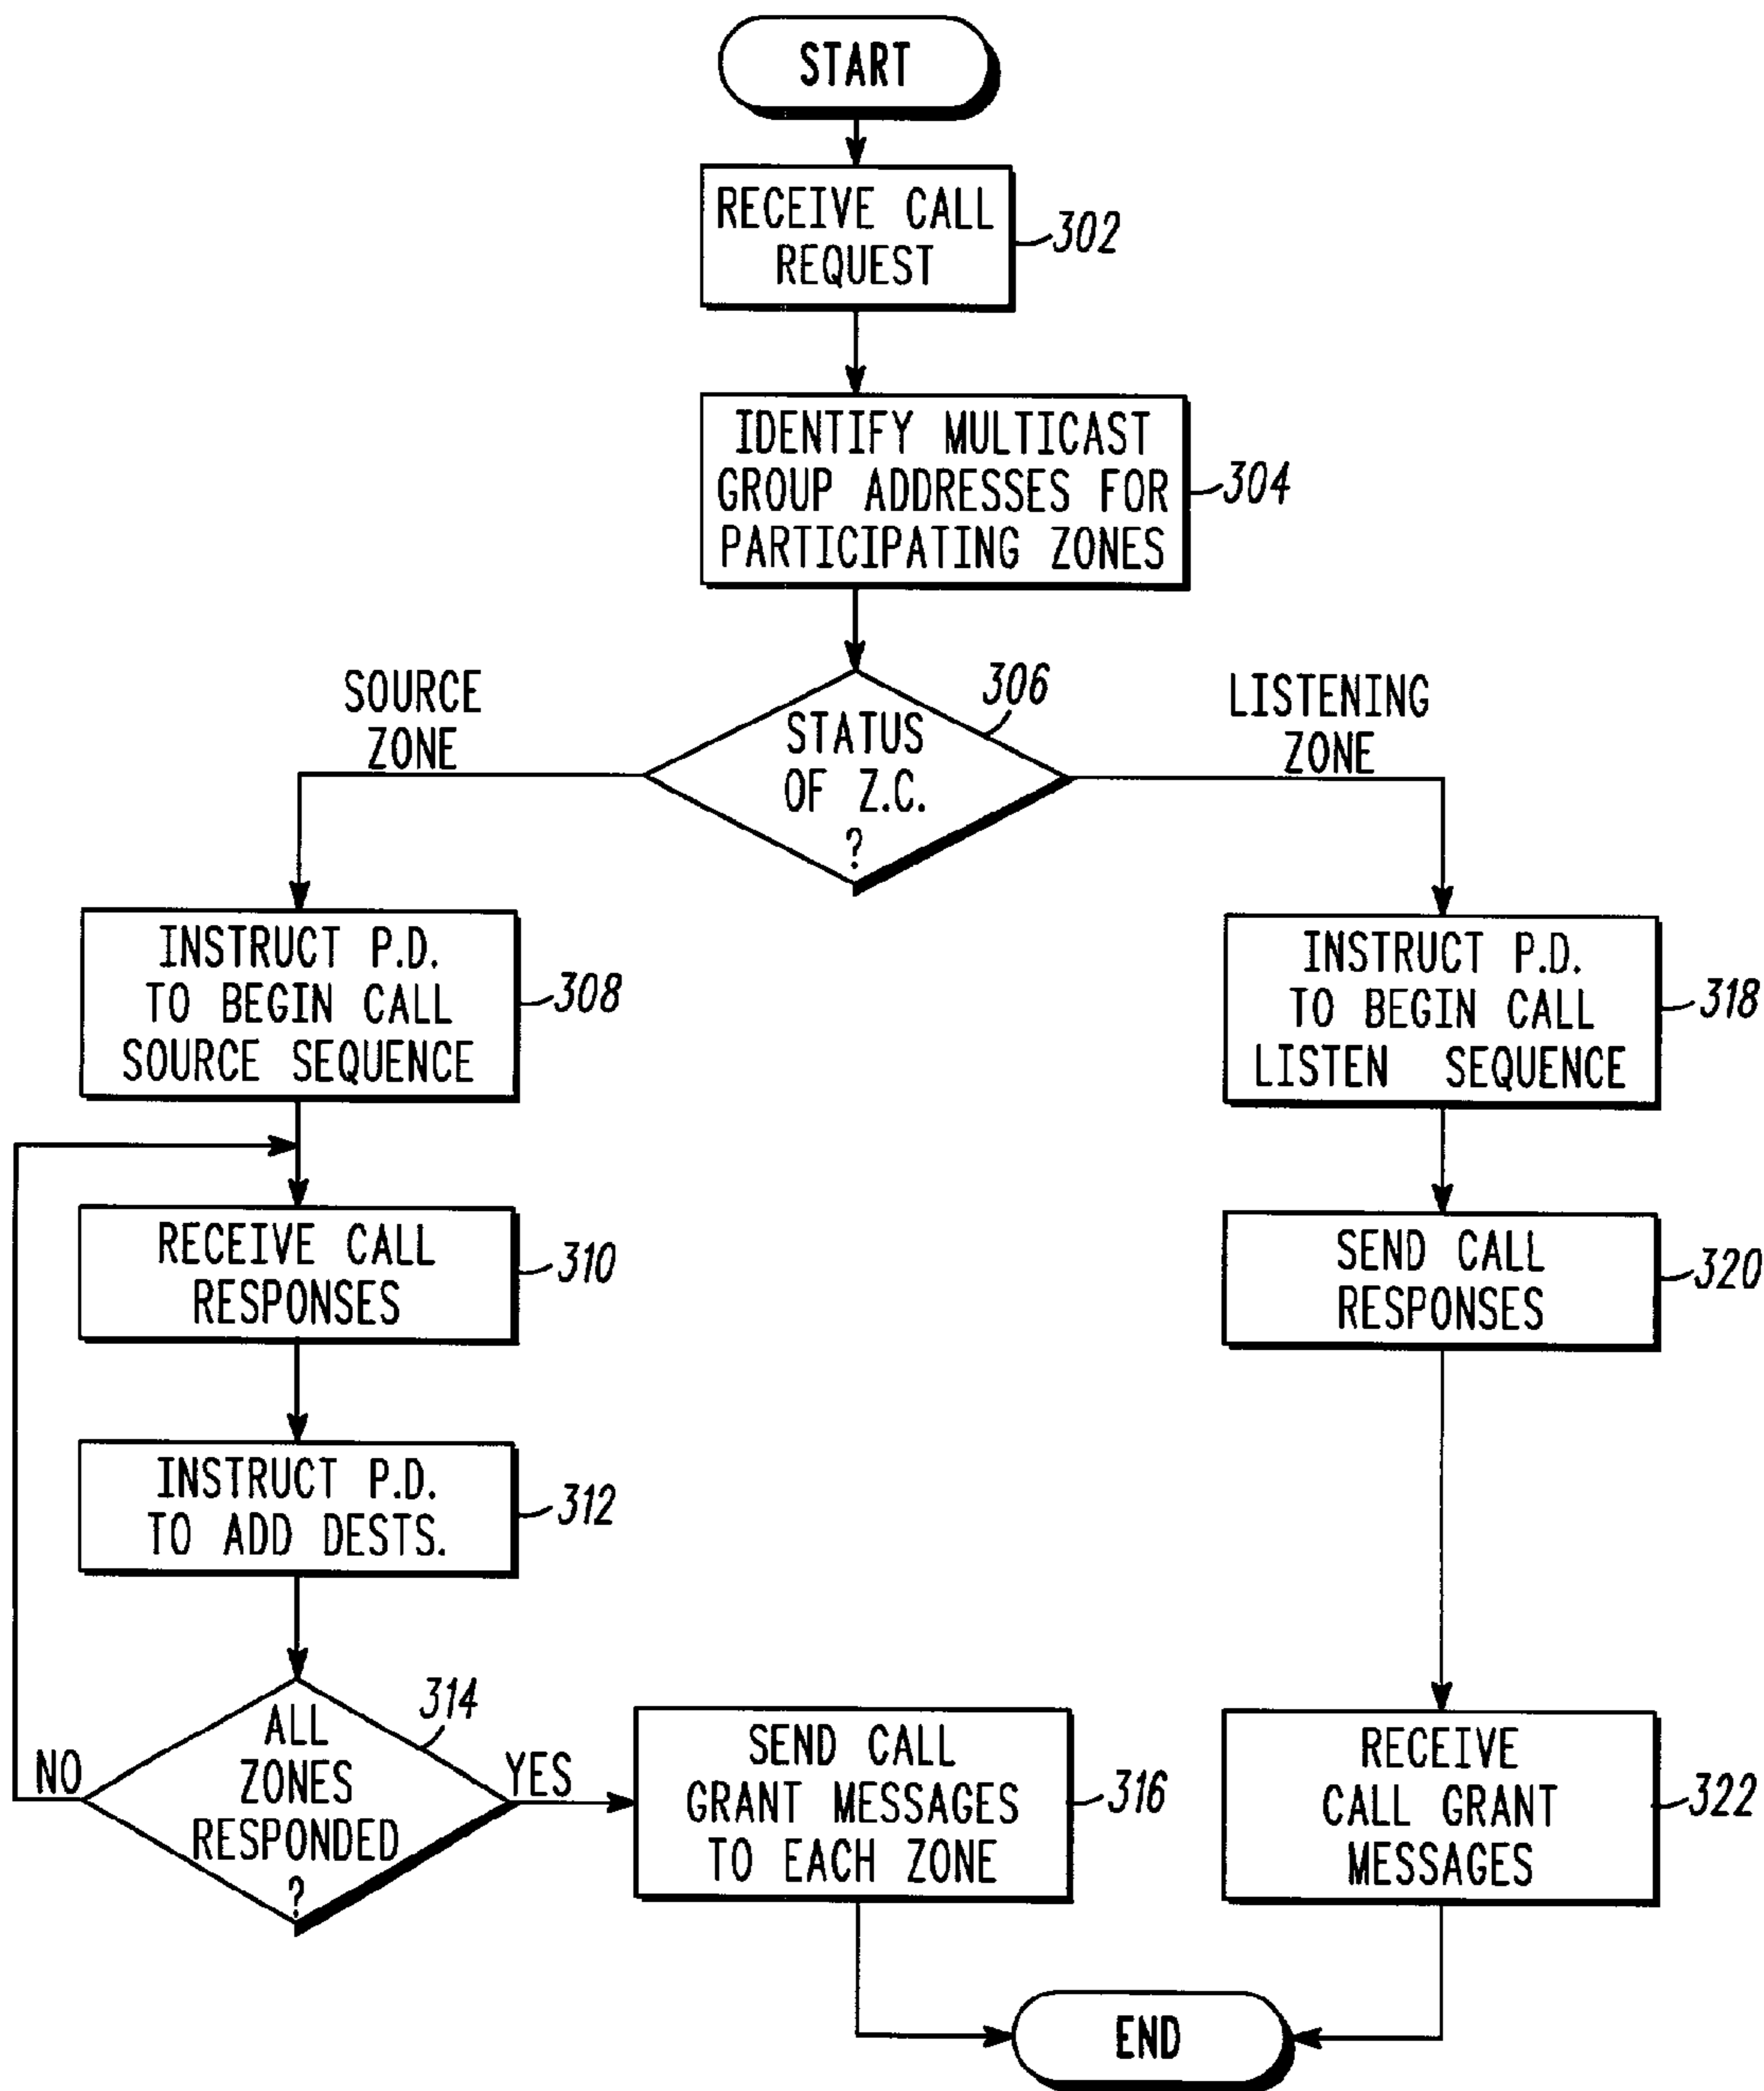 START
RECEIVE CALL
REQUEST
302
IDENTIFY MULTICAST
GROUP ADDRESSES FOR
PARTICIPATING ZONES
304
SOURCE
ZONE
STATUS
OF Z.C.
?
306
LISTENING
ZONE
INSTRUCT P.D.
TO BEGIN CALL
SOURCE SEQUENCE
308
INSTRUCT P.D.
TO BEGIN CALL
LISTEN SEQUENCE
318
RECEIVE CALL
RESPONSES
310
SEND CALL
RESPONSES
320
INSTRUCT P.D.
TO ADD DESTS.
312
ALL
ZONES
RESPONDED
?
314
NO
YES
SEND CALL
GRANT MESSAGES
TO EACH ZONE
316
RECEIVE
CALL GRANT
MESSAGES
322
END